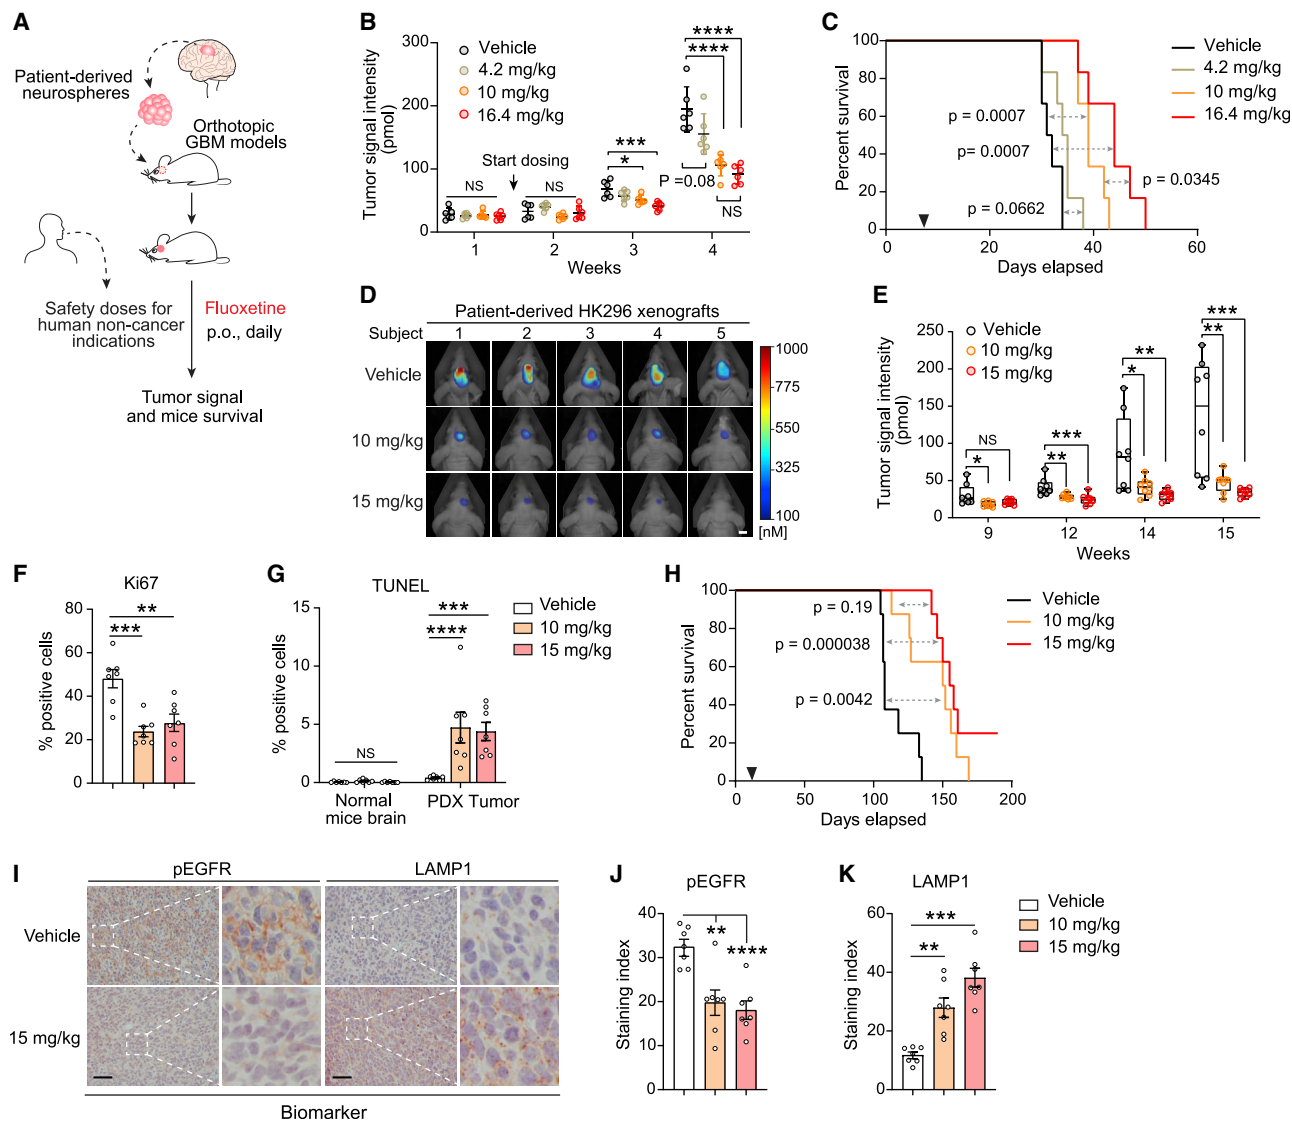 A
Patient-derived
neurospheres
Orthotopic
GBM models
Safety doses for
human non-cancer
indications
Fluoxetine
p.o., daily
Tumor signal
and mice survival
B
Tumor signal intensity
(pmol)
300
200
100
0
Vehicle
4.2 mg/kg
10 mg/kg
16.4 mg/kg
Start dosing
NS
NS
***
*
****
****
P =0.08
NS
1 2 3 4
Weeks
C
Percent survival
100
80
60
40
20
0
p = 0.0007
p= 0.0007
p = 0.0345
p = 0.0662
Vehicle
4.2 mg/kg
10 mg/kg
16.4 mg/kg
0 20 40 60
Days elapsed
D
Patient-derived HK296 xenografts
Subject 1 2 3 4 5
Vehicle
10 mg/kg
15 mg/kg
1000
775
550
325
100
[nM]
E
Tumor signal intensity
(pmol)
250
200
150
100
50
0
Vehicle
10 mg/kg
15 mg/kg
NS
*
***
**
**
*
***
**
9 12 14 15
Weeks
F
Ki67
% positive cells
80
60
40
20
0
**
***
G
TUNEL
% positive cells
15
10
5
0
NS
***
****
Normal
mice brain
PDX Tumor
Vehicle
10 mg/kg
15 mg/kg
H
Percent survival
100
80
60
40
20
0
p = 0.19
p = 0.000038
p = 0.0042
Vehicle
10 mg/kg
15 mg/kg
0 50 100 150 200
Days elapsed
I
pEGFR LAMP1
Vehicle
15 mg/kg
Biomarker
J
pEGFR
Staining index
40
30
20
10
0
**
****
K
LAMP1
Staining index
60
40
20
0
***
**
Vehicle
10 mg/kg
15 mg/kg